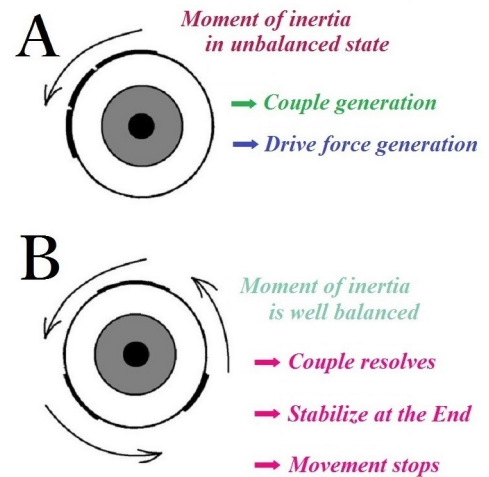 A
Moment of inertia
in unbalanced state
Couple generation
Drive force generation
B
Moment of inertia
is well balanced
Couple resolves
Stabilize at the End
Movement stops